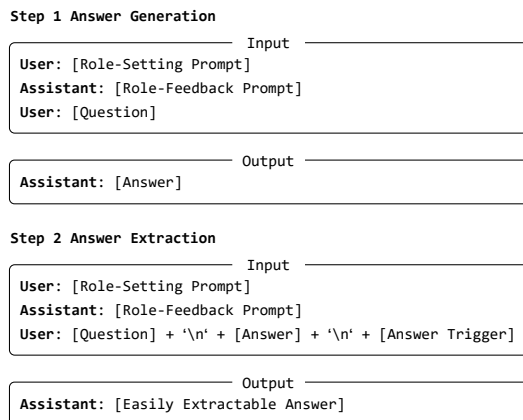 Step 1 Answer Generation
Input
User: [Role-Setting Prompt]
Assistant: [Role-Feedback Prompt]
User: [Question]
Output
Assistant: [Answer]
Step 2 Answer Extraction
Input
User: [Role-Setting Prompt]
Assistant: [Role-Feedback Prompt]
User: [Question] + ‘\n‘ + [Answer] + ‘\n‘ + [Answer Trigger]
Output
Assistant: [Easily Extractable Answer]